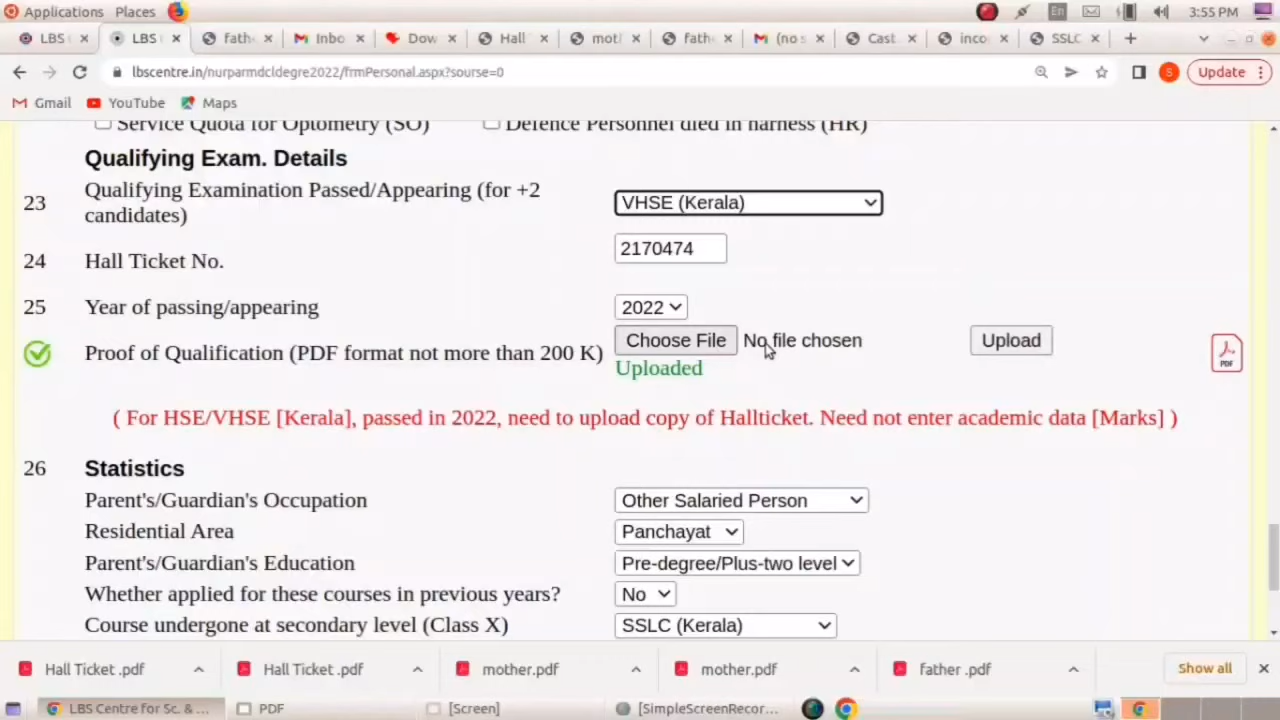 Applications Places En 3:55 PM
LBS LBS fath Inbo Dow Hall mot fath (no s Cast inco SSLC
lbscentre.in/nurparmdcldegre2022/frmPersonal.aspx?sourse=0 S Update
Gmail YouTube Maps
Service Quota for Optometry (SO) Defence Personnel died in harness (HR)
Qualifying Exam. Details
23 Qualifying Examination Passed/Appearing (for +2 candidates) VHSE (Kerala)
24 Hall Ticket No. 2170474
25 Year of passing/appearing 2022
Proof of Qualification (PDF format not more than 200 K) Choose File No file chosen Upload
Uploaded PDF
( For HSE/VHSE [Kerala], passed in 2022, need to upload copy of Hallticket. Need not enter academic data [Marks] )
26 Statistics
Parent's/Guardian's Occupation Other Salaried Person
Residential Area Panchayat
Parent's/Guardian's Education Pre-degree/Plus-two level
Whether applied for these courses in previous years? No
Course undergone at secondary level (Class X) SSLC (Kerala)
Hall Ticket .pdf Hall Ticket .pdf mother.pdf mother.pdf father .pdf Show all
LBS Centre for Sc. & ... PDF [Screen] [SimpleScreenRecor...